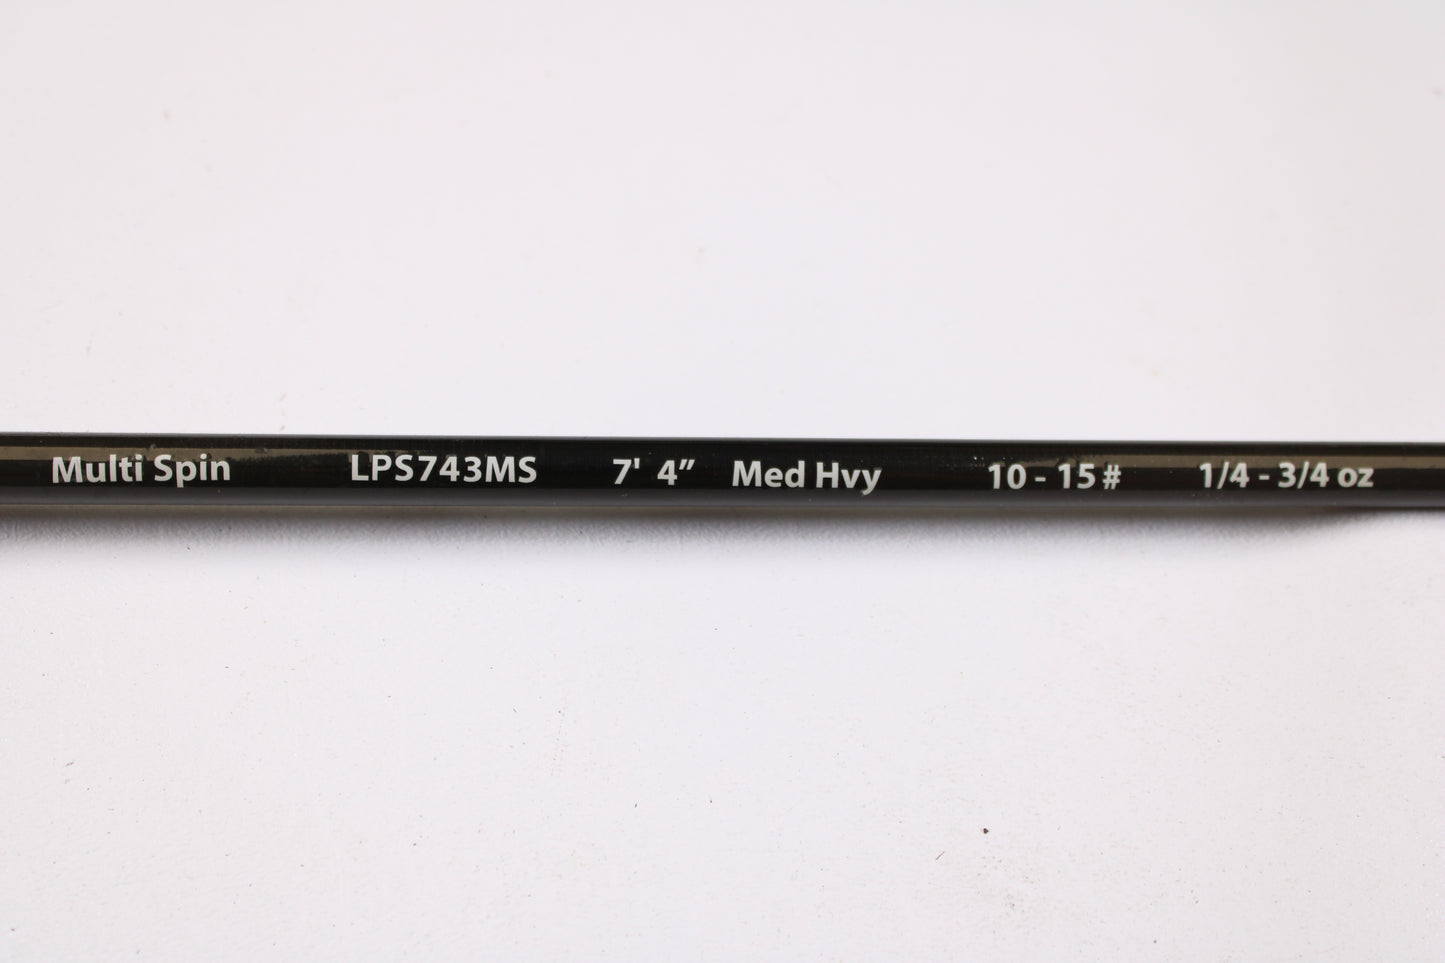 Multi Spin LPS743MS 7' 4” Med Hvy 10 - 15# 1/4 - 3/4 oz